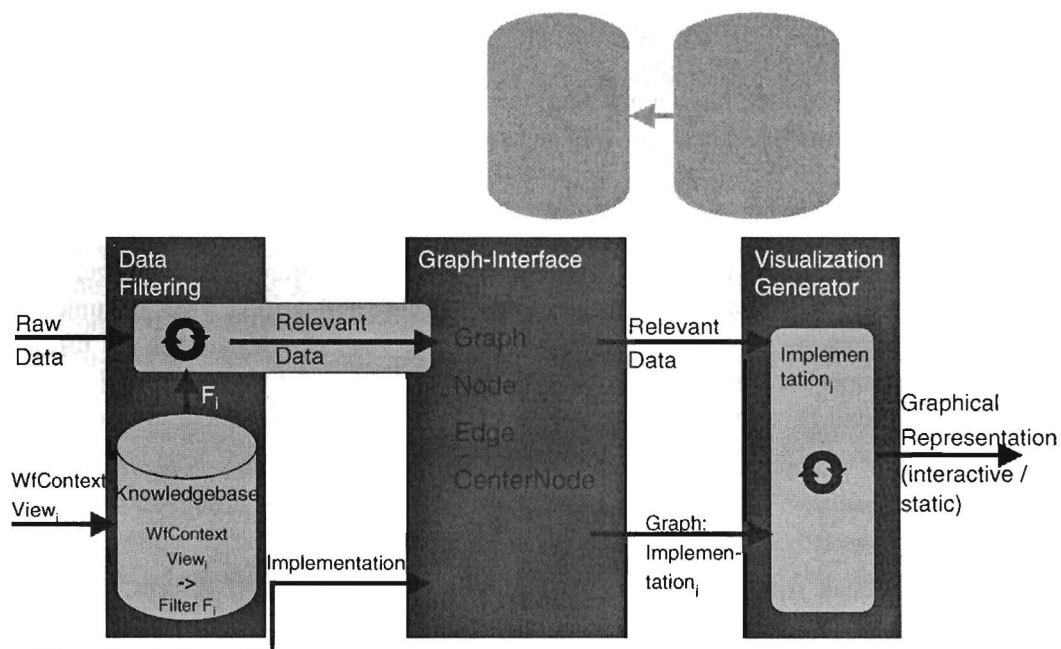 Data
Filtering
Graph-Interface
Visualization
Generator
Raw
Data
Relevant
Data
Graph
Node
Edge
CenterNode
Relevant
Data
Implemen
tationj
Fi
Knowledgebase
WfContext
Viewi
->
Filter Fi
WfContext
Viewi
Implementation
Graph:
Implemen-
tationj
Graphical
Representation
(interactive /
static)